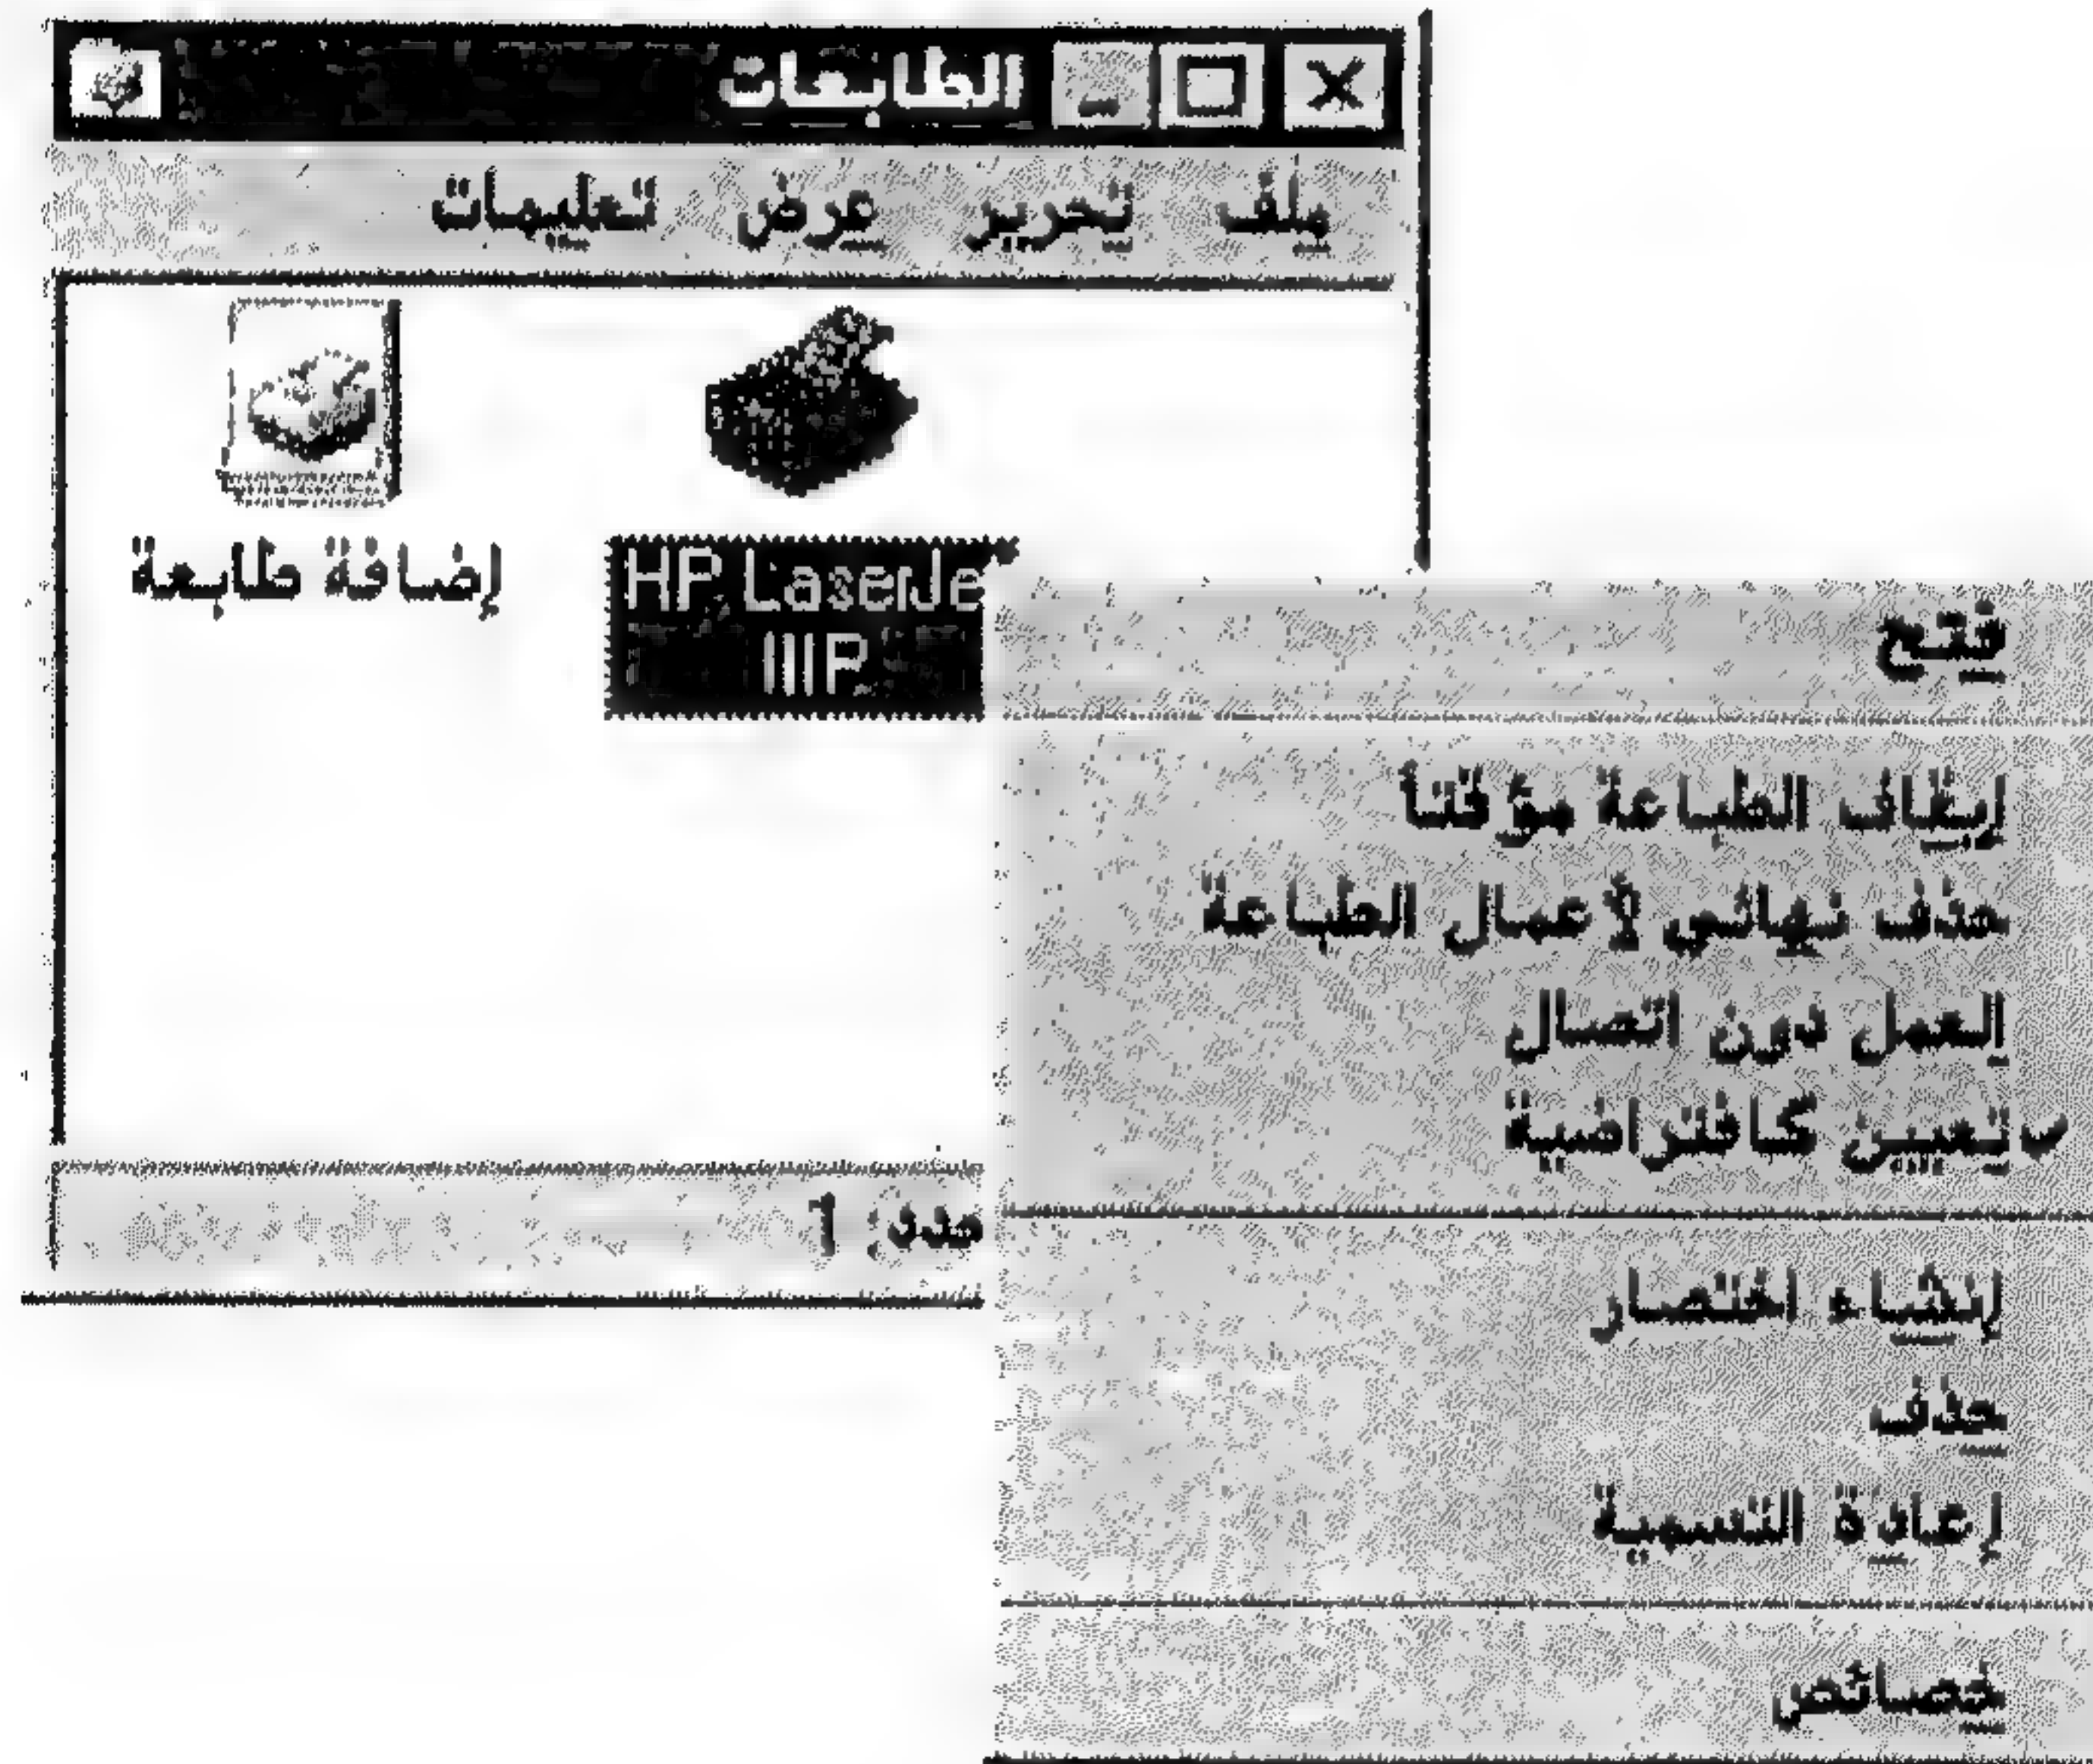 الطابعات
ملف تحرير عرض تعليمات
إضافة طابعة
HP LaserJe
IIIP
فتح
إيقاف الطباعة مؤقتاً
حذف نهائي لأعمال الطباعة
العمل دون اتصال
تعيين كافتراضية
عدد: 1
إنشاء اختصار
حذف
إعادة التسمية
خصائص